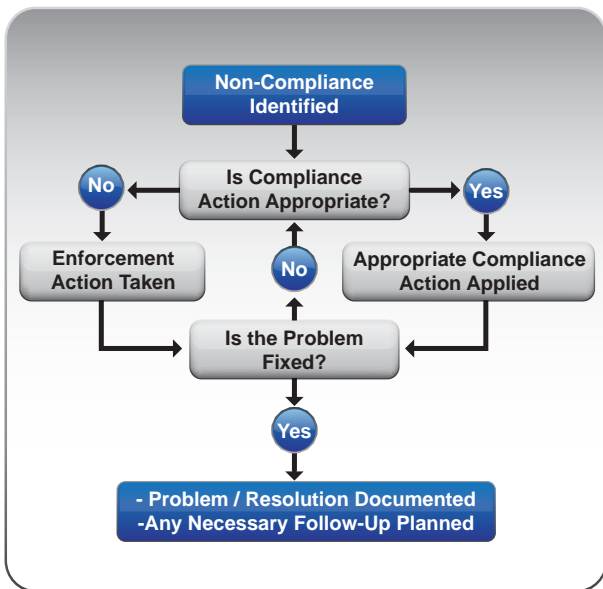 Non-Compliance
Identified
Is Compliance
Action Appropriate?
No
Yes
Enforcement
Action Taken
No
Appropriate Compliance
Action Applied
Is the Problem
Fixed?
Yes
- Problem / Resolution Documented
-Any Necessary Follow-Up Planned